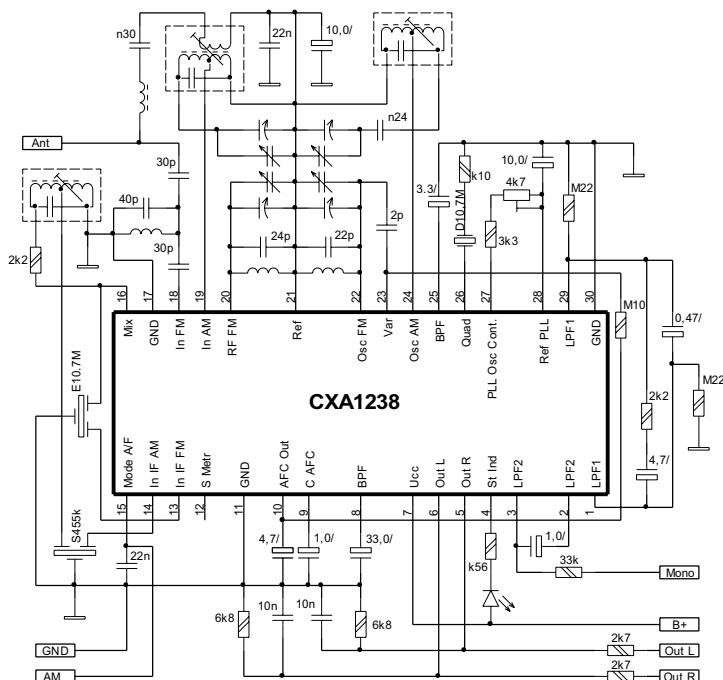 n30
22n
10,0/
n24
Ant
30p
10,0/
k10
3.3/
D10,7M
4k7
M22
40p
2p
3k3
24p
22p
30p
2k2
M10
0,47/
16 17 18 19 20 21 22 23 24 25 26 27 28 29 30
Mix
GND
In FM
In AM
RF FM
Ref
Osc FM
Var
Osc AM
BPF
Quad
PLL Osc Cont.
Ref PLL
LPF1
GND
E10.7M
CXA1238
M22
2k2
4,7/
Mode A/F
In IF AM
In IF FM
S Metr
GND
AFC Out
C AFC
BPF
Ucc
Out L
Out R
St Ind
LPF2
LPF2
LPF1
15 14 13 12 11 10 9 8 7 6 5 4 3 2 1
S455k
22n
4,7/
1,0/
33,0/
k56
1,0/
33k
Mono
6k8
10n
10n
6k8
B+
GND
2k7
Out L
AM
2k7
Out R